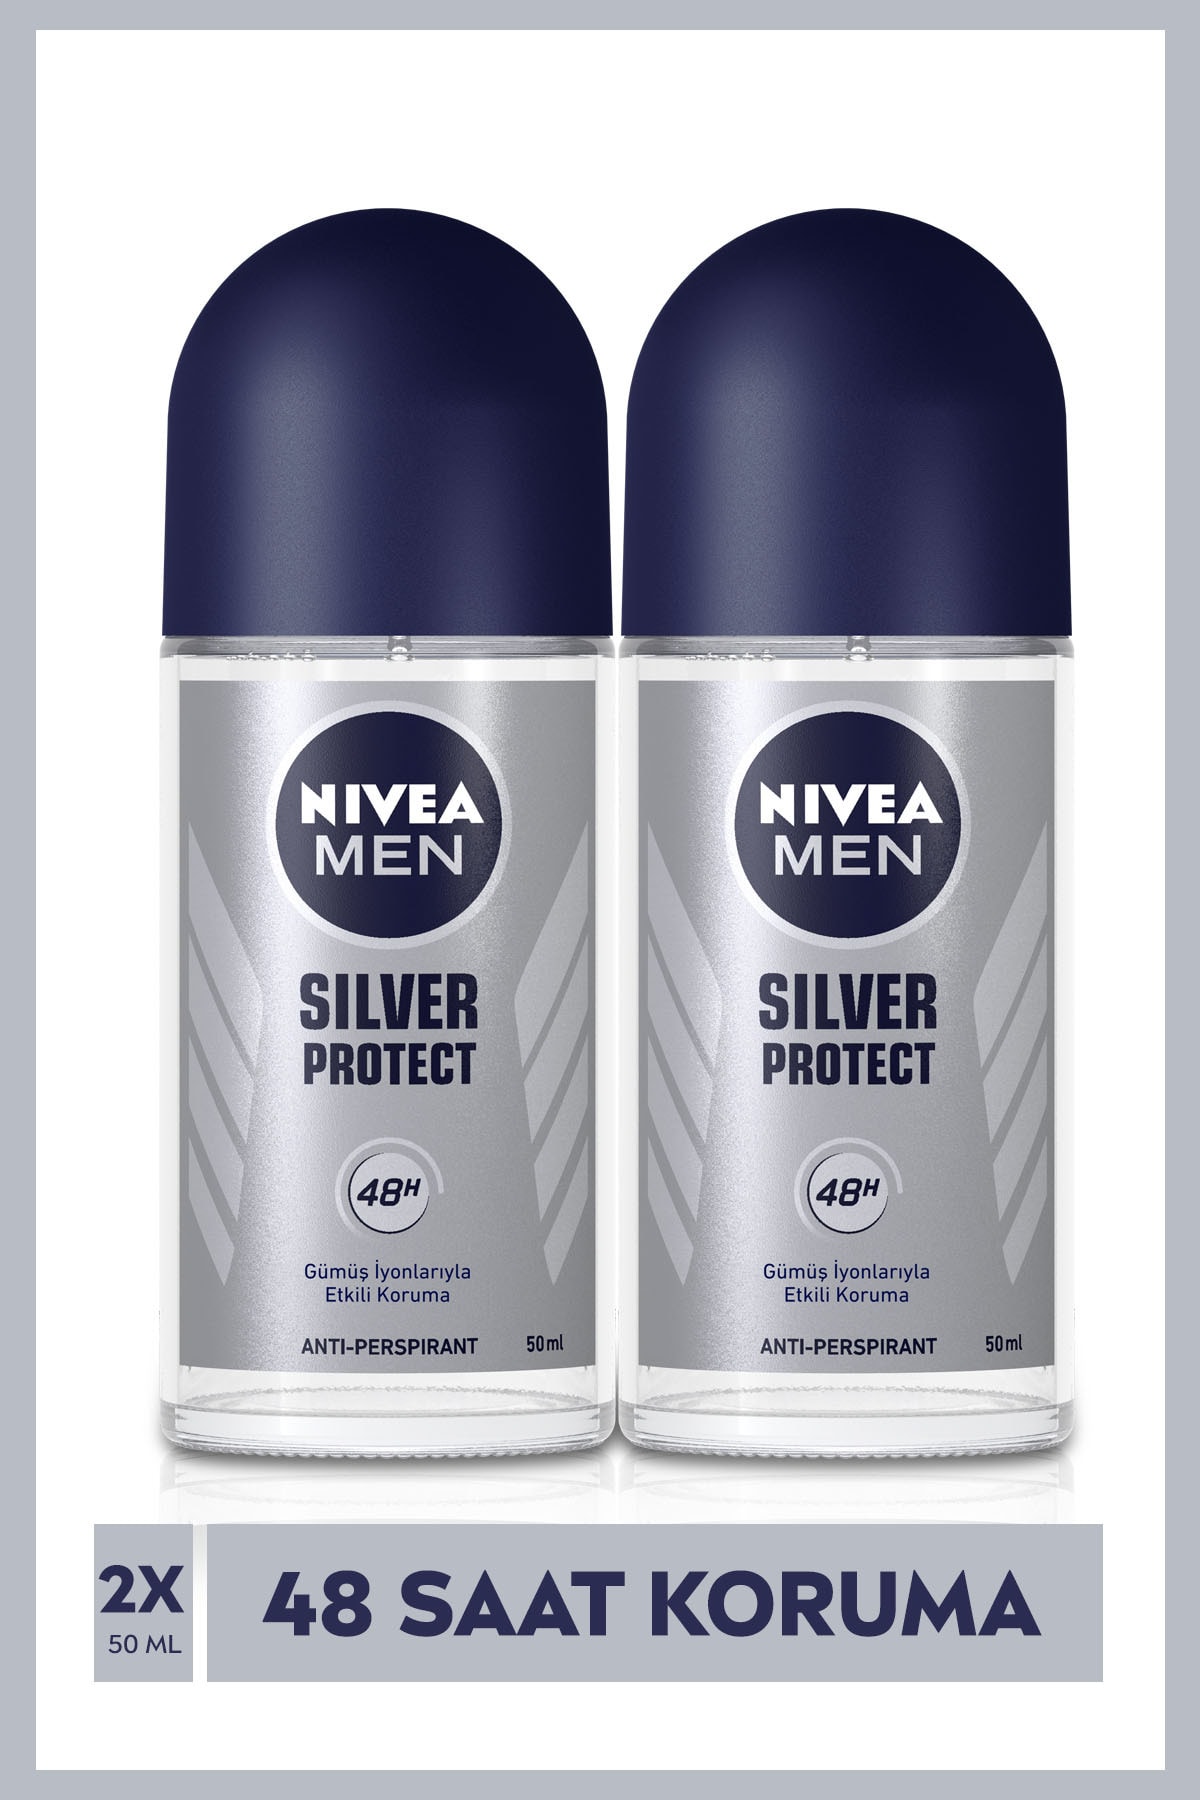 NIVEA
MEN
SILVER
PROTECT
48H
Gümüş İyonlarıyla
Etkili Koruma
ANTI-PERSPIRANT 50ml
NIVEA
MEN
SILVER
PROTECT
48H
Gümüş İyonlarıyla
Etkili Koruma
ANTI-PERSPIRANT 50ml
2X
50 ML
48 SAAT KORUMA